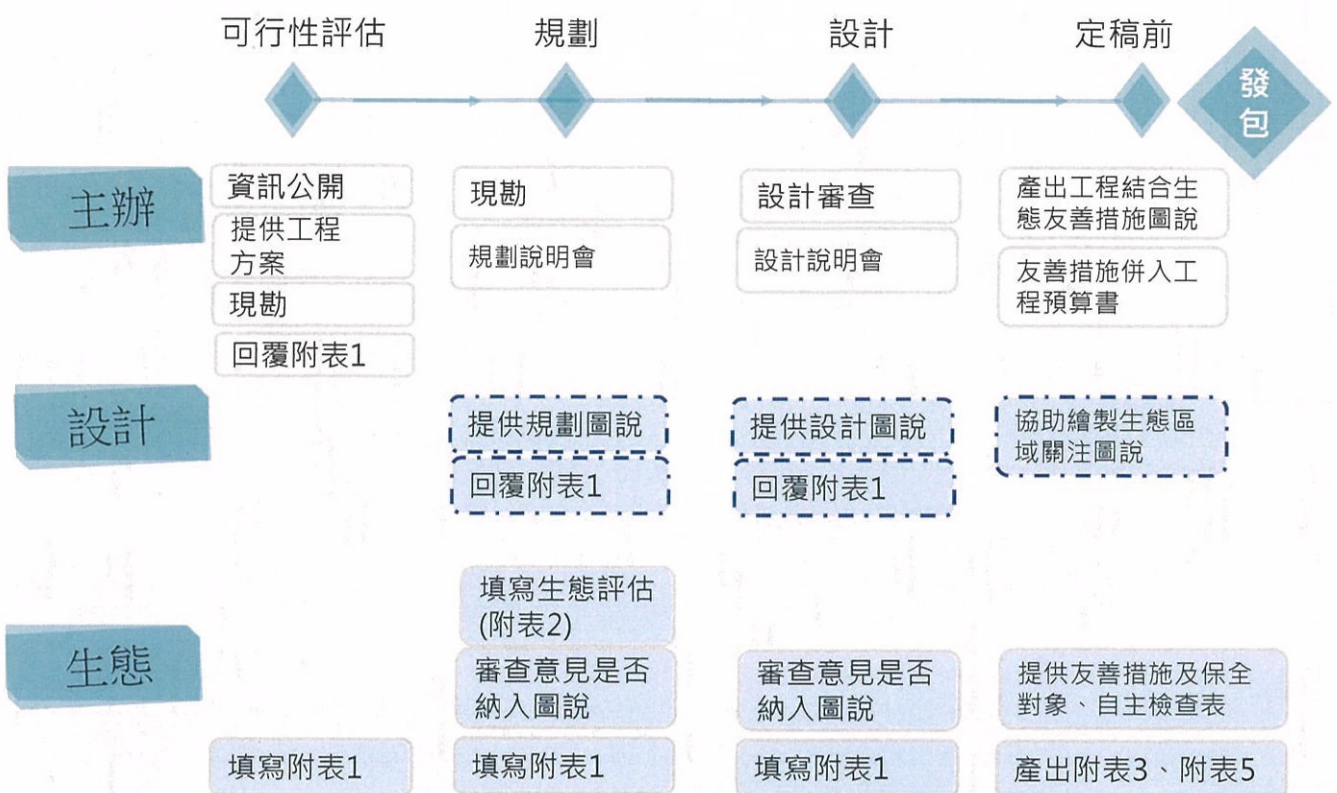 可行性評估
規劃
設計
定稿前
發
包
主辦
資訊公開
提供工程
方案
現勘
回覆附表1
現勘
規劃說明會
設計審查
設計說明會
產出工程結合生
態友善措施圖說
友善措施併入工
程預算書
設計
提供規劃圖說
回覆附表1
提供設計圖說
回覆附表1
協助繪製生態區
域關注圖說
生態
填寫附表1
填寫生態評估
(附表2)
審查意見是否
納入圖說
填寫附表1
審查意見是否
納入圖說
填寫附表1
提供友善措施及保全
對象、自主檢查表
產出附表3、附表5